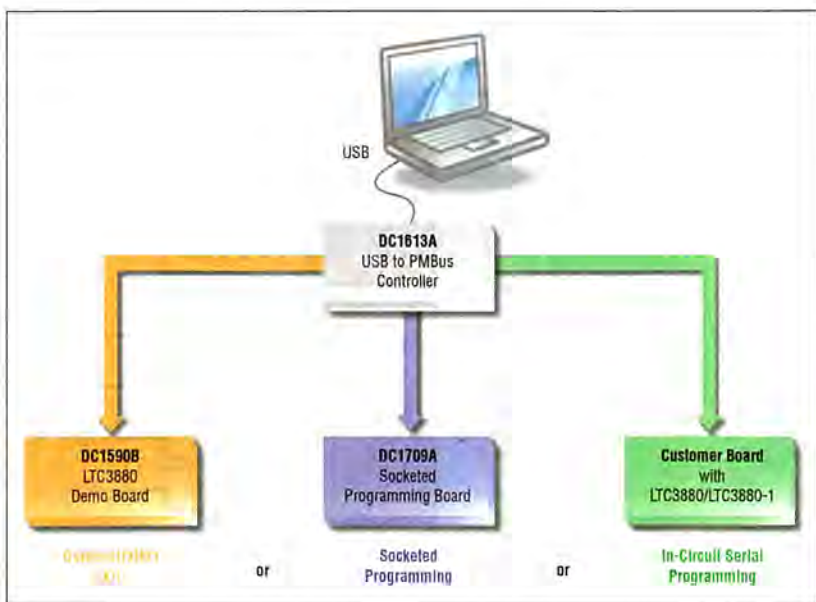 USB
DC1613A
USB to PMBus
Controller
DC1590B
LTC3880
Demo Board
DC1709A
Socketed
Programming Board
Customer Board
with
LTC3880/LTC3880-1
or
Socketed
Programming
or
In-Circuit Serial
Programming